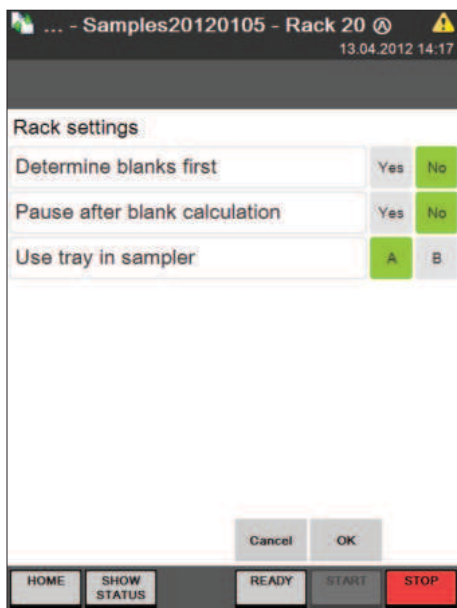 ... - Samples20120105 - Rack 20 Ⓐ
13.04.2012 14:17
Rack settings
Determine blanks first Yes No
Pause after blank calculation Yes No
Use tray in sampler A B
Cancel OK
HOME SHOW STATUS READY START STOP